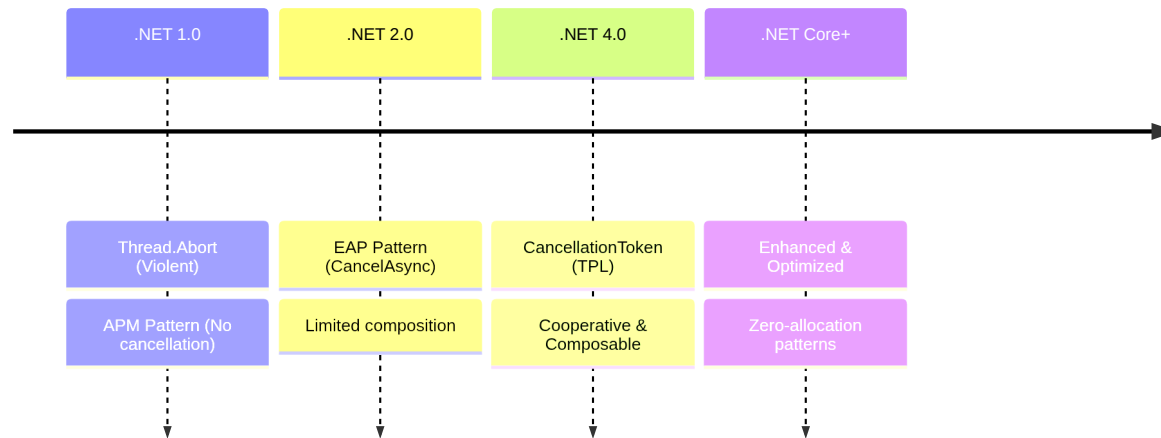 .NET 1.0
.NET 2.0
.NET 4.0
.NET Core+
Thread.Abort
(Violent)
EAP Pattern
(CancelAsync)
CancellationToken
(TPL)
Enhanced &
Optimized
APM Pattern (No
cancellation)
Limited composition
Cooperative &
Composable
Zero-allocation
patterns